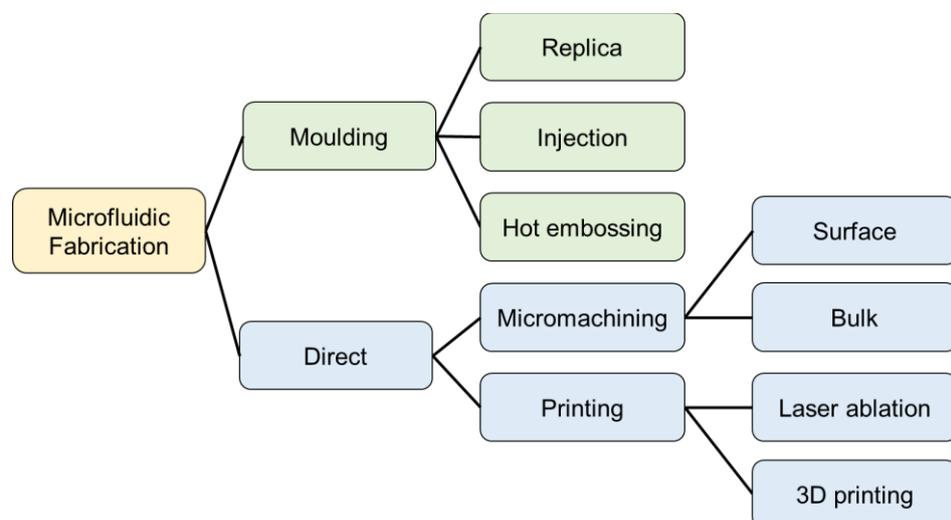 Replica
Moulding
Injection
Microfluidic
Fabrication
Hot embossing
Surface
Micromachining
Bulk
Direct
Printing
Laser ablation
3D printing